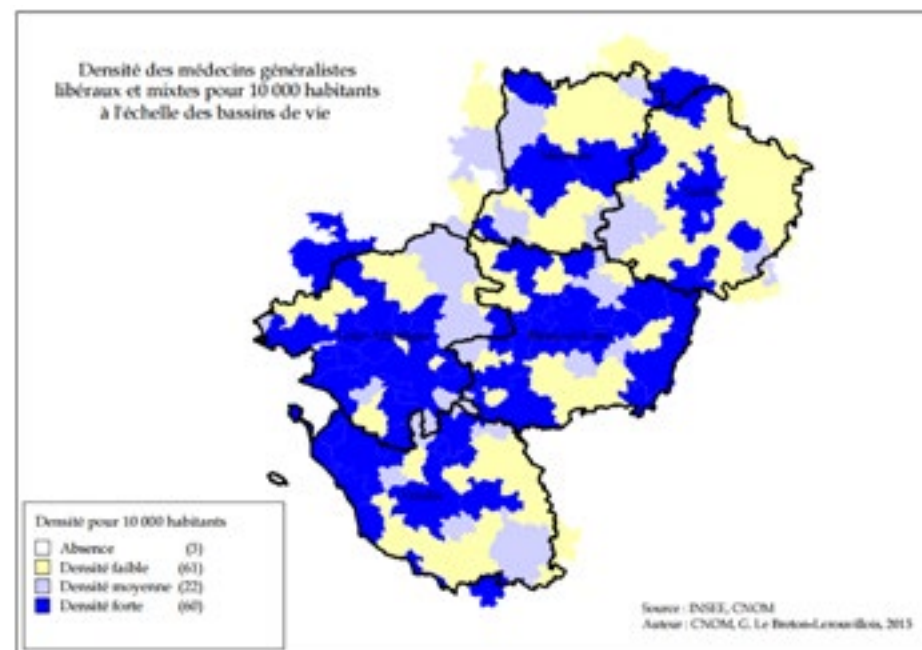 Densité des médecins généralistes
libéraux et mixtes pour 10 000 habitants
à l'échelle des bassins de vie
Densité pour 10 000 habitants
Absence (3)
Densité faible (61)
Densité moyenne (22)
Densité forte (60)
Source : INSEE, CNOM
Auteur : CNOM, G. Le Breton-Lerouvillois, 2015